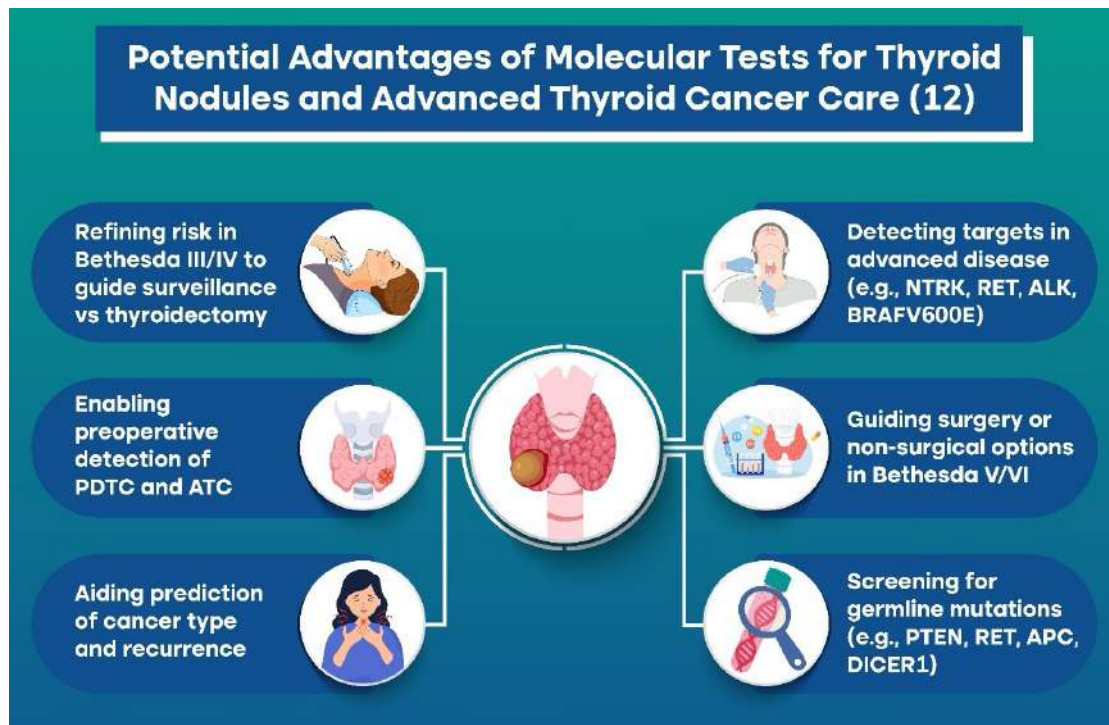 Potential Advantages of Molecular Tests for Thyroid
Nodules and Advanced Thyroid Cancer Care (12)
Refining risk in
Bethesda III/IV to
guide surveillance
vs thyroidectomy
Enabling
preoperative
detection of
PDTC and ATC
Aiding prediction
of cancer type
and recurrence
Detecting targets in
advanced disease
(e.g., NTRK, RET, ALK,
BRAFV600E)
Guiding surgery or
non-surgical options
in Bethesda V/VI
Screening for
germline mutations
(e.g., PTEN, RET, APC,
DICER1)